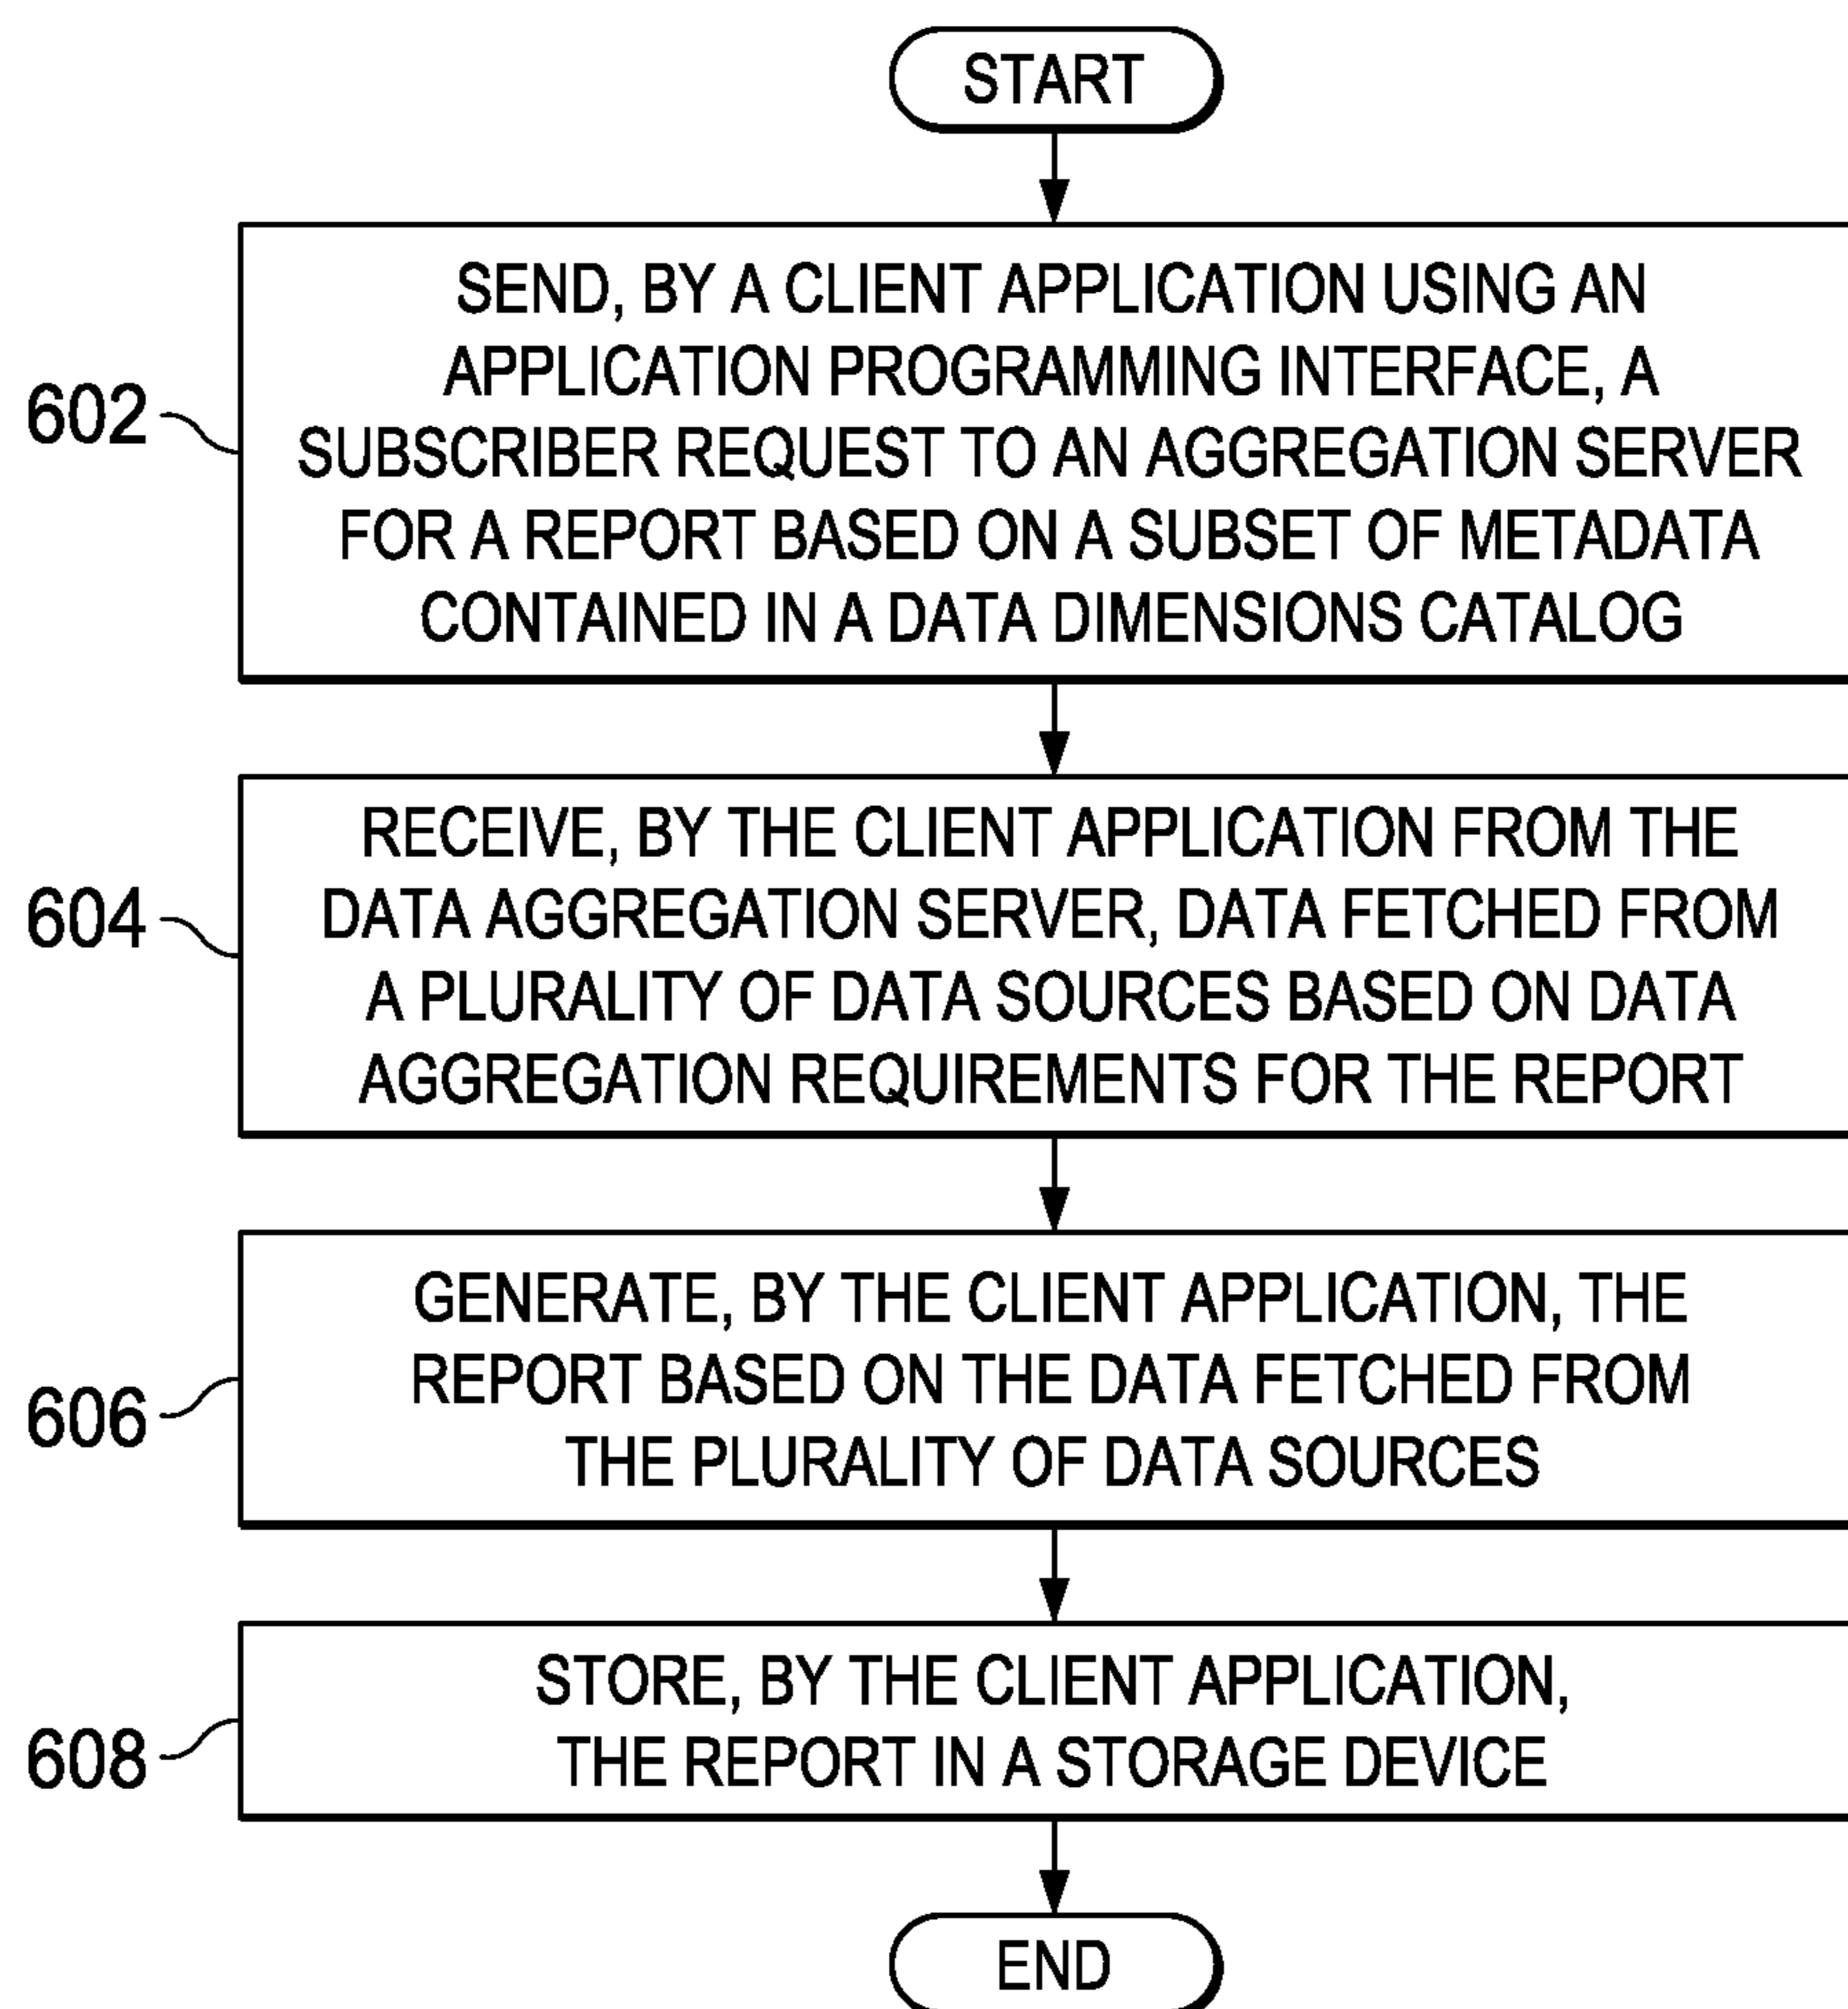 START
SEND, BY A CLIENT APPLICATION USING AN
APPLICATION PROGRAMMING INTERFACE, A
602
SUBSCRIBER REQUEST TO AN AGGREGATION SERVER
FOR A REPORT BASED ON A SUBSET OF METADATA
CONTAINED IN A DATA DIMENSIONS CATALOG
RECEIVE, BY THE CLIENT APPLICATION FROM THE
604
DATA AGGREGATION SERVER, DATA FETCHED FROM
A PLURALITY OF DATA SOURCES BASED ON DATA
AGGREGATION REQUIREMENTS FOR THE REPORT
GENERATE, BY THE CLIENT APPLICATION, THE
REPORT BASED ON THE DATA FETCHED FROM
606
THE PLURALITY OF DATA SOURCES
STORE, BY THE CLIENT APPLICATION,
608
THE REPORT IN A STORAGE DEVICE
END